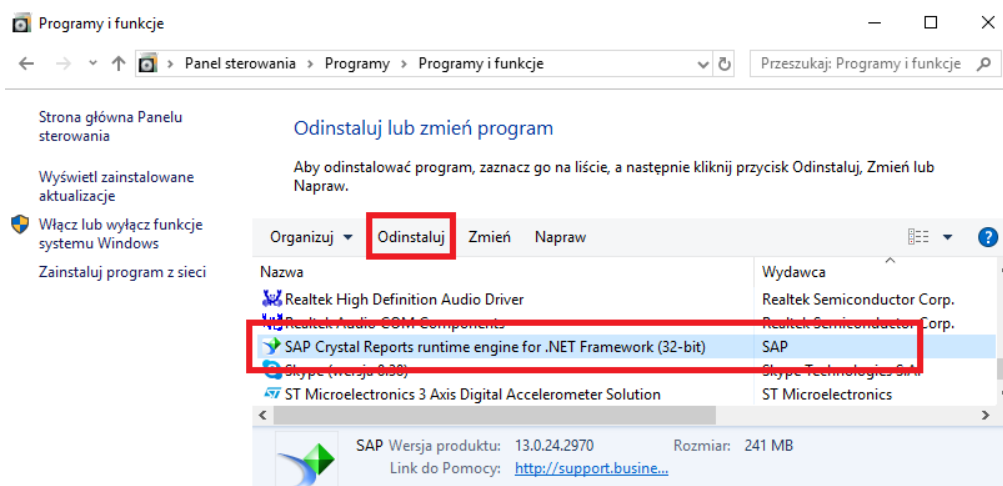 Programy i funkcje
Panel sterowania > Programy > Programy i funkcje
Przeszukaj: Programy i funkcje
Strona główna Panelu
sterowania
Wyświetl zainstalowane
aktualizacje
Włącz lub wyłącz funkcje
systemu Windows
Zainstaluj program z sieci
Odinstaluj lub zmień program
Aby odinstalować program, zaznacz go na liście, a następnie kliknij przycisk Odinstaluj, Zmień lub
Napraw.
Organizuj Odinstaluj Zmień Napraw
Nazwa Wydawca
Realtek High Definition Audio Driver Realtek Semiconductor Corp.
Realtek Audio COM Components Realtek Semiconductor Corp.
SAP Crystal Reports runtime engine for .NET Framework (32-bit) SAP
Skype (wersja Skype Technologies S.A.
ST Microelectronics 3 Axis Digital Accelerometer Solution ST Microelectronics
SAP Wersja produktu: 13.0.24.2970 Rozmiar: 241 MB
Link do Pomocy: http://support.busine...